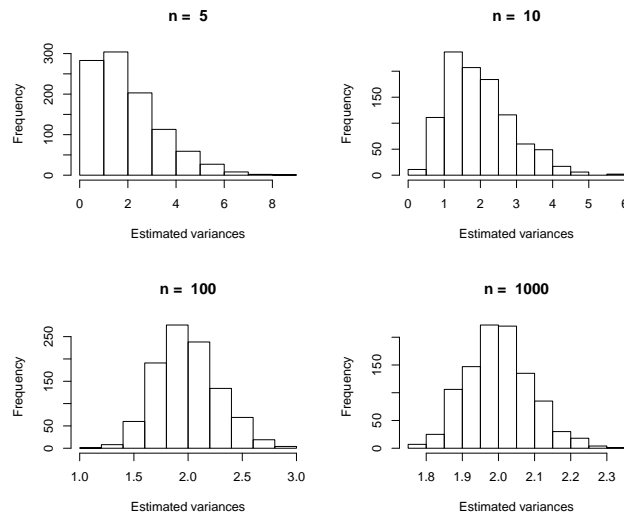 n = 5
Frequency
0 100 200 300
0 2 4 6 8
Estimated variances
n = 10
Frequency
0 50 150
0 1 2 3 4 5 6
Estimated variances
n = 100
Frequency
0 50 150 250
1.0 1.5 2.0 2.5 3.0
Estimated variances
n = 1000
Frequency
0 50 150
1.8 1.9 2.0 2.1 2.2 2.3
Estimated variances